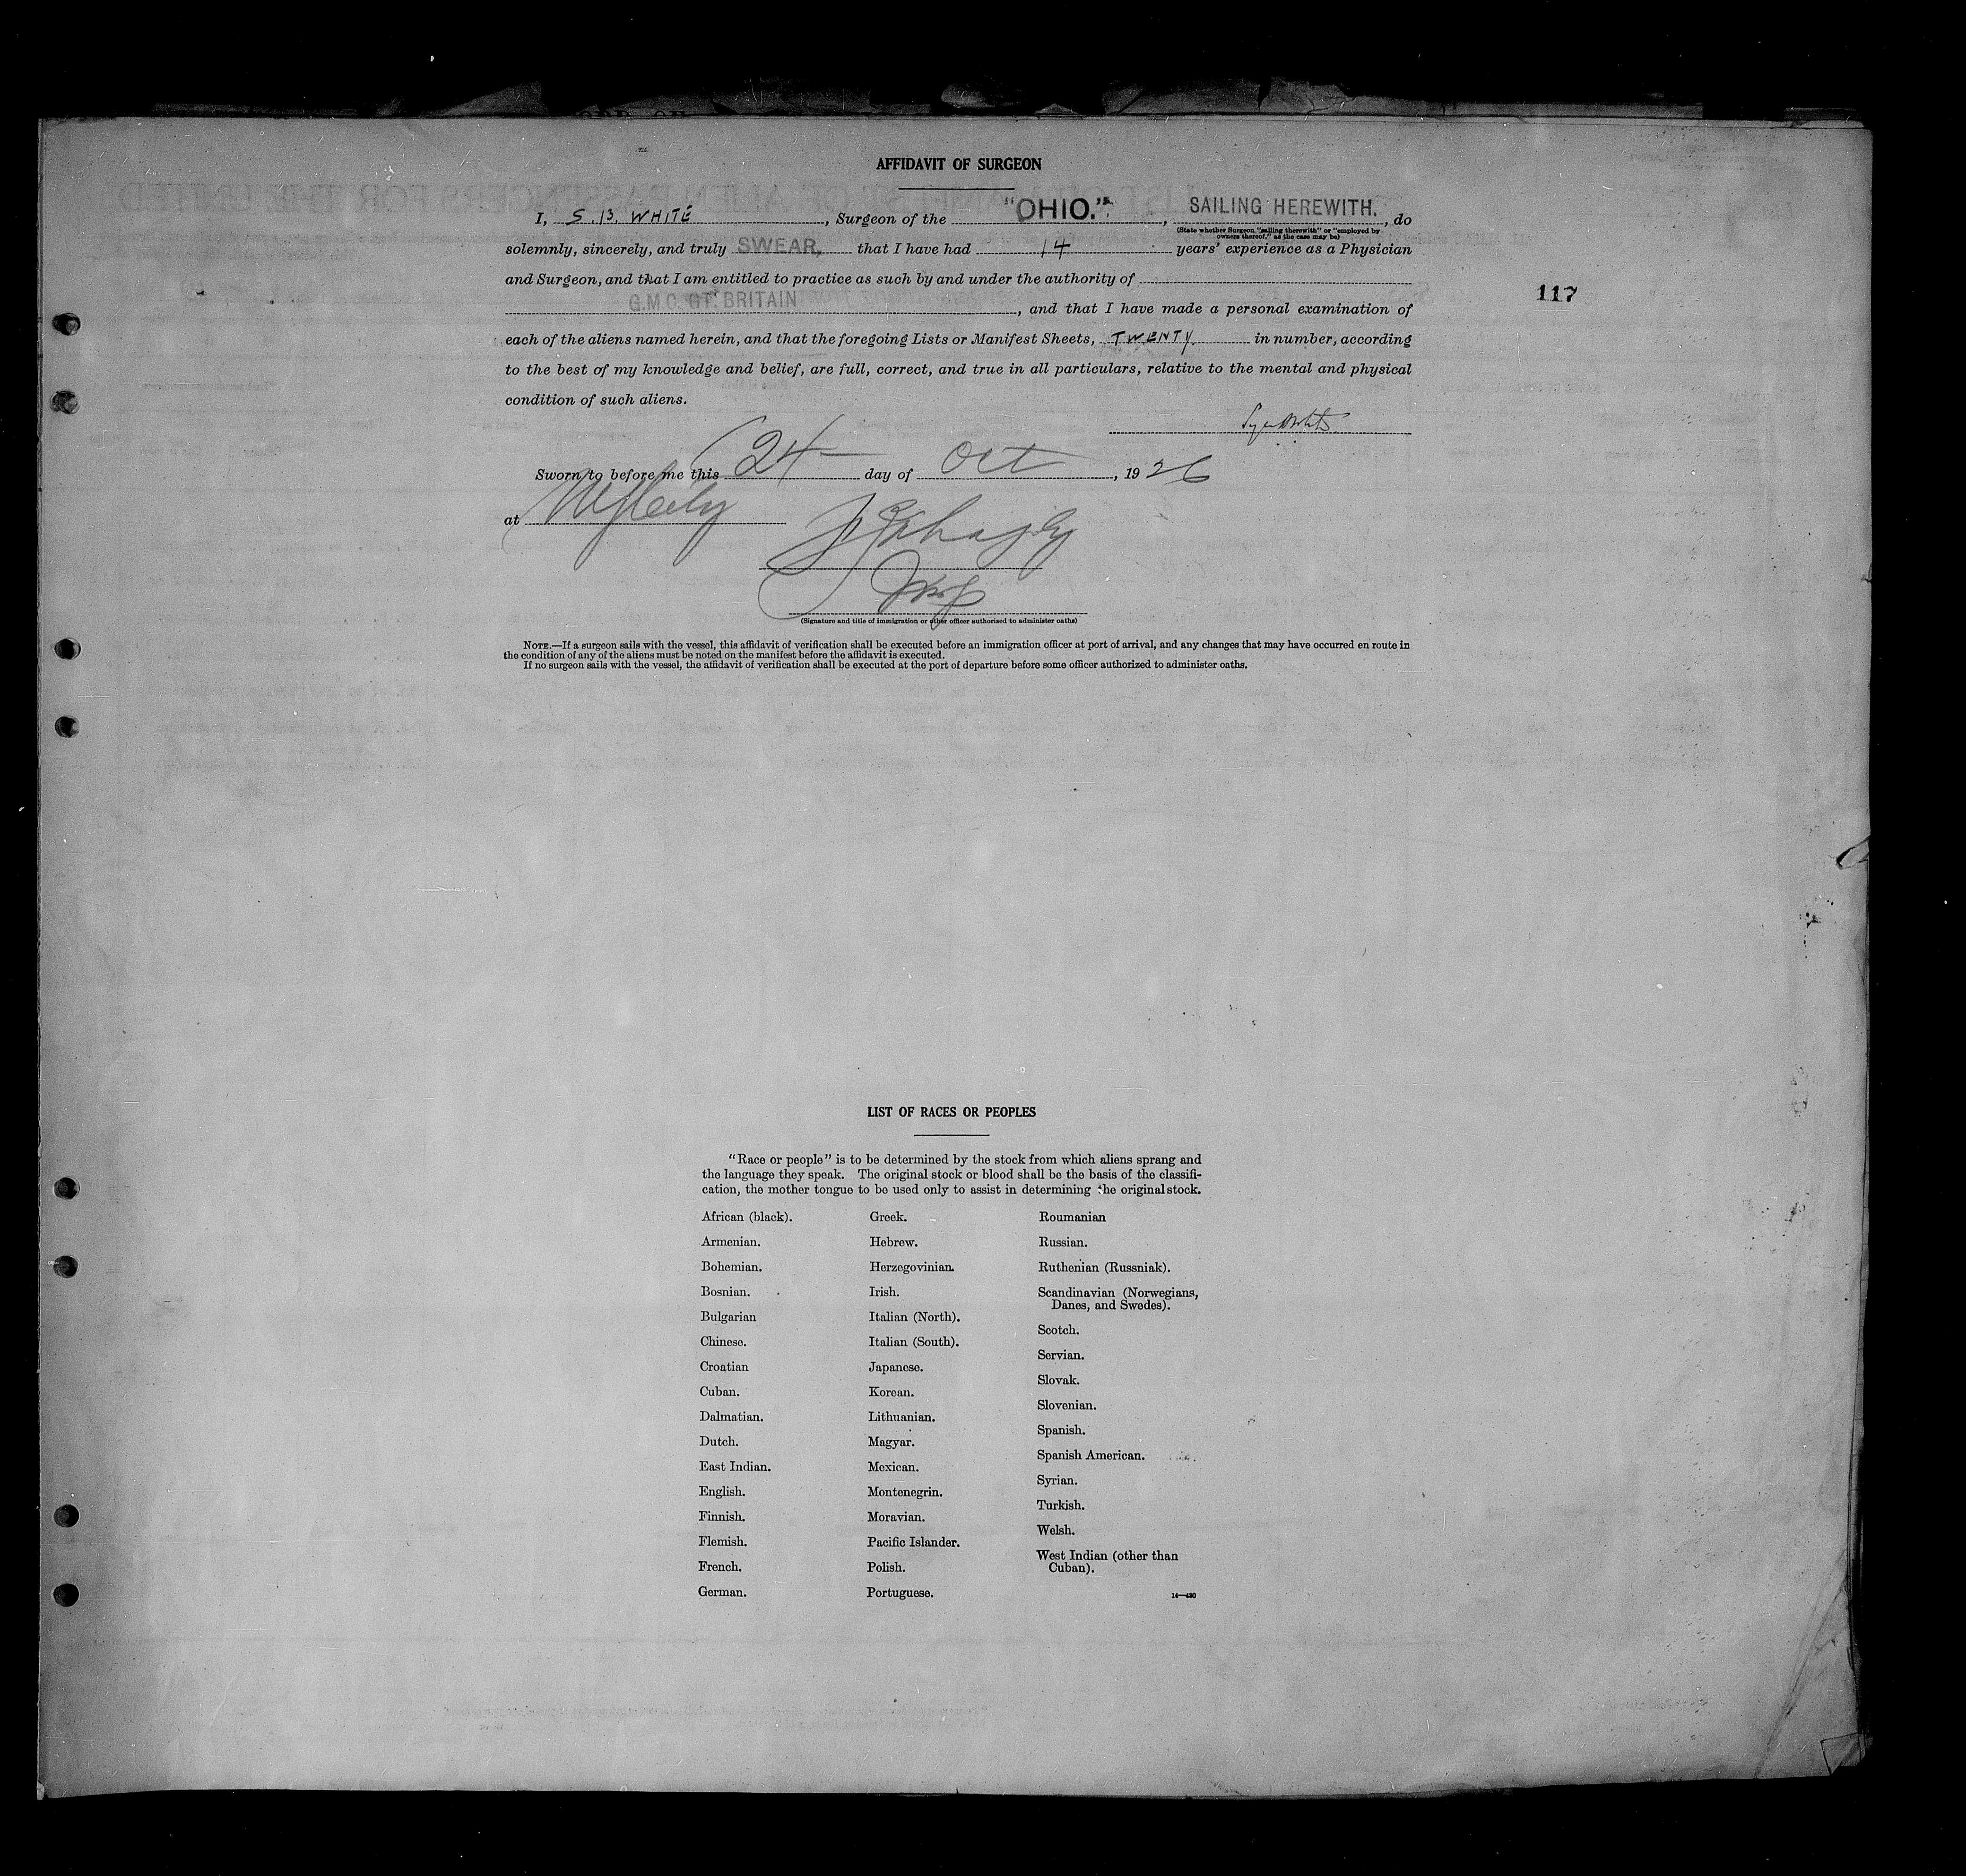 AFFIDAVIT OF SURGEON
I, S. B. WHITE, Surgeon of the "OHIO.", SAILING HEREWITH., do
(State whether Surgeon "sailing therewith" or "employed by
owners thereof," as the case may be)
solemnly, sincerely, and truly SWEAR, that I have had 14 years' experience as a Physician
and Surgeon, and that I am entitled to practice as such by and under the authority of
117
G.M.C. GT. BRITAIN, and that I have made a personal examination of
each of the aliens named herein, and that the foregoing Lists or Manifest Sheets, TWENTY. in number, according
to the best of my knowledge and belief, are full, correct, and true in all particulars, relative to the mental and physical
condition of such aliens.
Sworn to before me this 24 day of Oct, 1926
at
(Signature and title of immigration or other officer authorized to administer oaths)
NOTE.—If a surgeon sails with the vessel, this affidavit of verification shall be executed before an immigration officer at port of arrival, and any changes that may have occurred en route in
the condition of any of the aliens must be noted on the manifest before the affidavit is executed.
If no surgeon sails with the vessel, the affidavit of verification shall be executed at the port of departure before some officer authorized to administer oaths.
LIST OF RACES OR PEOPLES
"Race or people" is to be determined by the stock from which aliens sprang and
the language they speak. The original stock or blood shall be the basis of the classifi-
cation, the mother tongue to be used only to assist in determining the original stock.
African (black).
Armenian.
Bohemian.
Bosnian.
Bulgarian
Chinese.
Croatian
Cuban.
Dalmatian.
Dutch.
East Indian.
English.
Finnish.
Flemish.
French.
German.
Greek.
Hebrew.
Herzegovinian.
Irish.
Italian (North).
Italian (South).
Japanese.
Korean.
Lithuanian.
Magyar.
Mexican.
Montenegrin.
Moravian.
Pacific Islander.
Polish.
Portuguese.
Roumanian
Russian.
Ruthenian (Russniak).
Scandinavian (Norwegians,
Danes, and Swedes).
Scotch.
Servian.
Slovak.
Slovenian.
Spanish.
Spanish American.
Syrian.
Turkish.
Welsh.
West Indian (other than
Cuban).
14—430